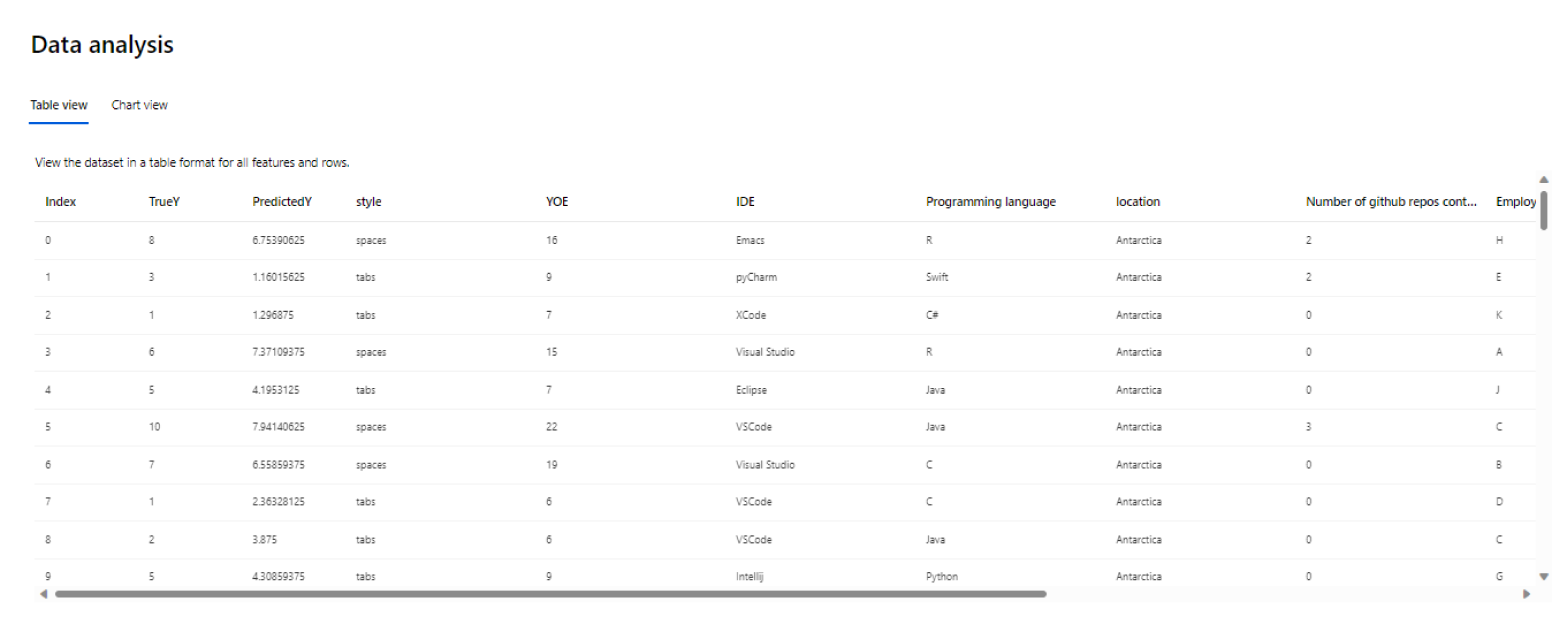 Data analysis
Table view Chart view
View the dataset in a table format for all features and rows.
Index TrueY PredictedY style YOE IDE Programming language location Number of github repos cont... Employ
0 8 6.75390625 spaces 16 Emacs R Antarctica 2 H
1 3 1.16015625 tabs 9 pyCharm Swift Antarctica 2 E
2 1 1.296875 tabs 7 XCode C# Antarctica 0 K
3 6 7.37109375 spaces 15 Visual Studio R Antarctica 0 A
4 5 4.1953125 tabs 7 Eclipse Java Antarctica 0 J
5 10 7.94140625 spaces 22 VSCode Java Antarctica 3 C
6 7 6.55859375 spaces 19 Visual Studio C Antarctica 0 B
7 1 2.36328125 tabs 6 VSCode C Antarctica 0 D
8 2 3.875 tabs 6 VSCode Java Antarctica 0 C
9 5 4.30859375 tabs 9 Intellij Python Antarctica 0 G